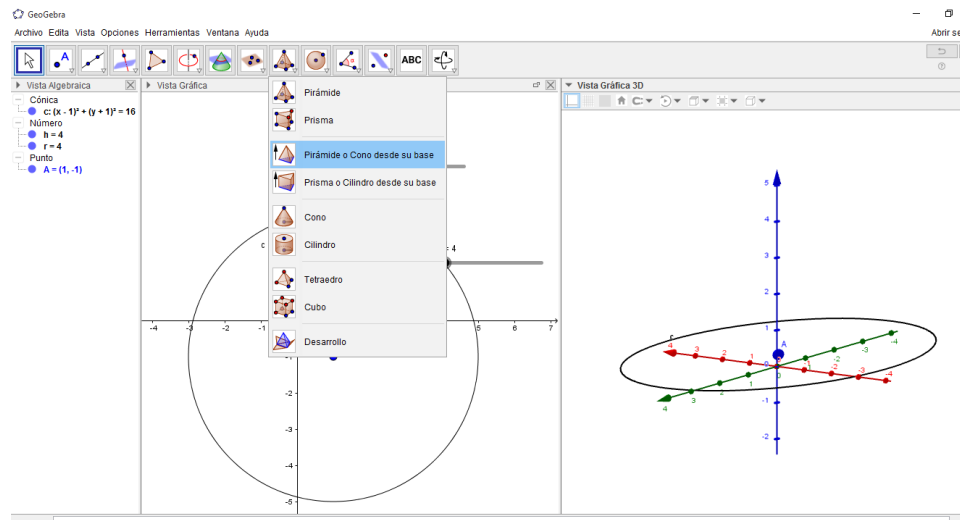 GeoGebra
Archivo Edita Vista Opciones Herramientas Ventana Ayuda
Abrir se
ABC
Vista Algebraica
Vista Gráfica
Vista Gráfica 3D
Cónica
c: (x - 1)² + (y + 1)² = 16
Número
h = 4
r = 4
Punto
A = (1, -1)
Pirámide
Prisma
Pirámide o Cono desde su base
Prisma o Cilindro desde su base
Cono
Cilindro
Tetraedro
Cubo
Desarrollo
c
= 4
-4 -3 -2 -1 5 6 7
-1
-2
-3
-4
-5
5
4
3
2
1
0
-1
-2
A
4 3 2 1 -1 -2 -3 -4
4 3 2 1 0 -1 -2 -3 -4